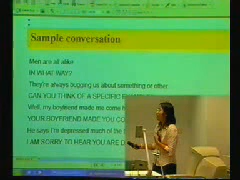 Sample conversation
Men are all alike
IN WHAT WAY?
They're always bugging us about something or other.
CAN YOU THINK OF A SPECIFIC
Well, my boyfriend made me come
YOUR BOYFRIEND MADE YOU
He says I'm depressed much of the
I AM SORRY TO HEAR YOU ARE